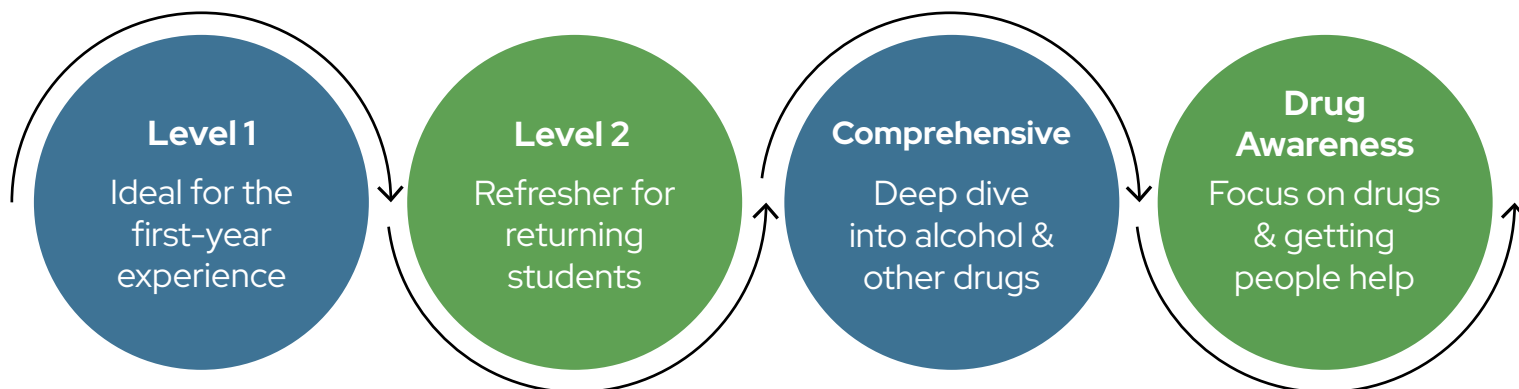 Level 1
Ideal for the
first-year
experience
Level 2
Refresher for
returning
students
Comprehensive
Deep dive
into alcohol &
other drugs
Drug
Awareness
Focus on drugs
& getting
people help